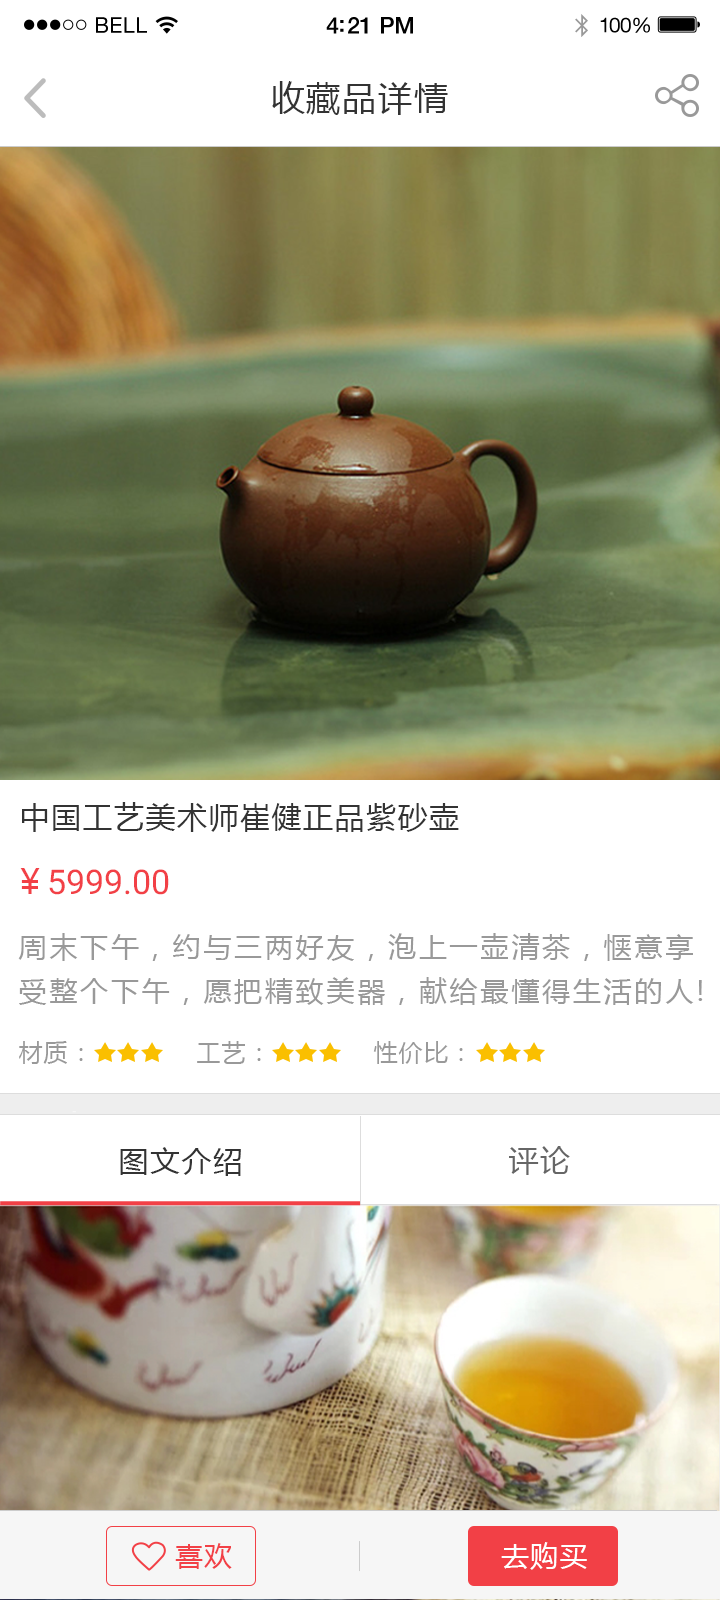 BELL 4:21 PM 100%
收藏品详情
中国工艺美术师崔健正品紫砂壶
¥ 5999.00
周末下午，约与三两好友，泡上一壶清茶，惬意享
受整个下午，愿把精致美器，献给最懂得生活的人!
材质：★★★ 工艺：★★★ 性价比：★★★
图文介绍 评论
喜欢 去购买